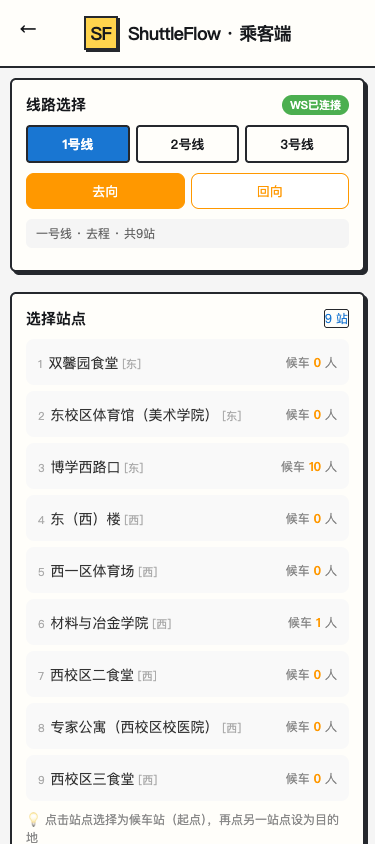 ←
SF ShuttleFlow · 乘客端
线路选择 WS已连接
1号线 2号线 3号线
去向 回向
一号线 · 去程 · 共9站
选择站点 9 站
1 双馨园食堂 [东] 候车 0 人
2 东校区体育馆（美术学院） [东] 候车 0 人
3 博学西路口 [东] 候车 10 人
4 东（西）楼 [西] 候车 0 人
5 西一区体育场 [西] 候车 0 人
6 材料与冶金学院 [西] 候车 1 人
7 西校区二食堂 [西] 候车 0 人
8 专家公寓（西校区校医院） [西] 候车 0 人
9 西校区三食堂 [西] 候车 0 人
💡 点击站点选择为候车站（起点），再点另一站点设为目的
地